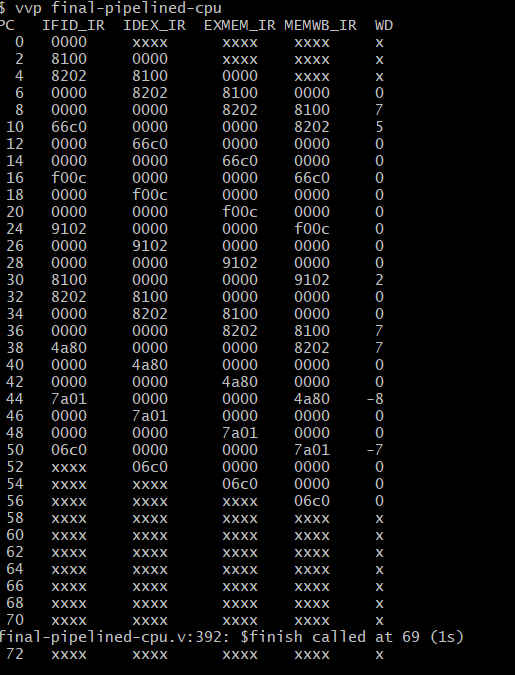 $ vvp final-pipelined-cpu
PC IFID_IR IDEX_IR EXMEM_IR MEMWB_IR WD
0 0000 xxxx xxxx xxxx x
2 8100 0000 xxxx xxxx x
4 8202 8100 0000 xxxx x
6 0000 8202 8100 0000 0
8 0000 0000 8202 8100 7
10 66c0 0000 0000 8202 5
12 0000 66c0 0000 0000 0
14 0000 0000 66c0 0000 0
16 f00c 0000 0000 66c0 0
18 0000 f00c 0000 0000 0
20 0000 0000 f00c 0000 0
24 9102 0000 0000 f00c 0
26 0000 9102 0000 0000 0
28 0000 0000 9102 0000 0
30 8100 0000 0000 9102 2
32 8202 8100 0000 0000 0
34 0000 8202 8100 0000 0
36 0000 0000 8202 8100 7
38 4a80 0000 0000 8202 7
40 0000 4a80 0000 0000 0
42 0000 0000 4a80 0000 0
44 7a01 0000 0000 4a80 -8
46 0000 7a01 0000 0000 0
48 0000 0000 7a01 0000 0
50 06c0 0000 0000 7a01 -7
52 xxxx 06c0 0000 0000 0
54 xxxx xxxx 06c0 0000 0
56 xxxx xxxx xxxx 06c0 0
58 xxxx xxxx xxxx xxxx x
60 xxxx xxxx xxxx xxxx x
62 xxxx xxxx xxxx xxxx x
64 xxxx xxxx xxxx xxxx x
66 xxxx xxxx xxxx xxxx x
68 xxxx xxxx xxxx xxxx x
70 xxxx xxxx xxxx xxxx x
final-pipelined-cpu.v:392: $finish called at 69 (1s)
72 xxxx xxxx xxxx xxxx x